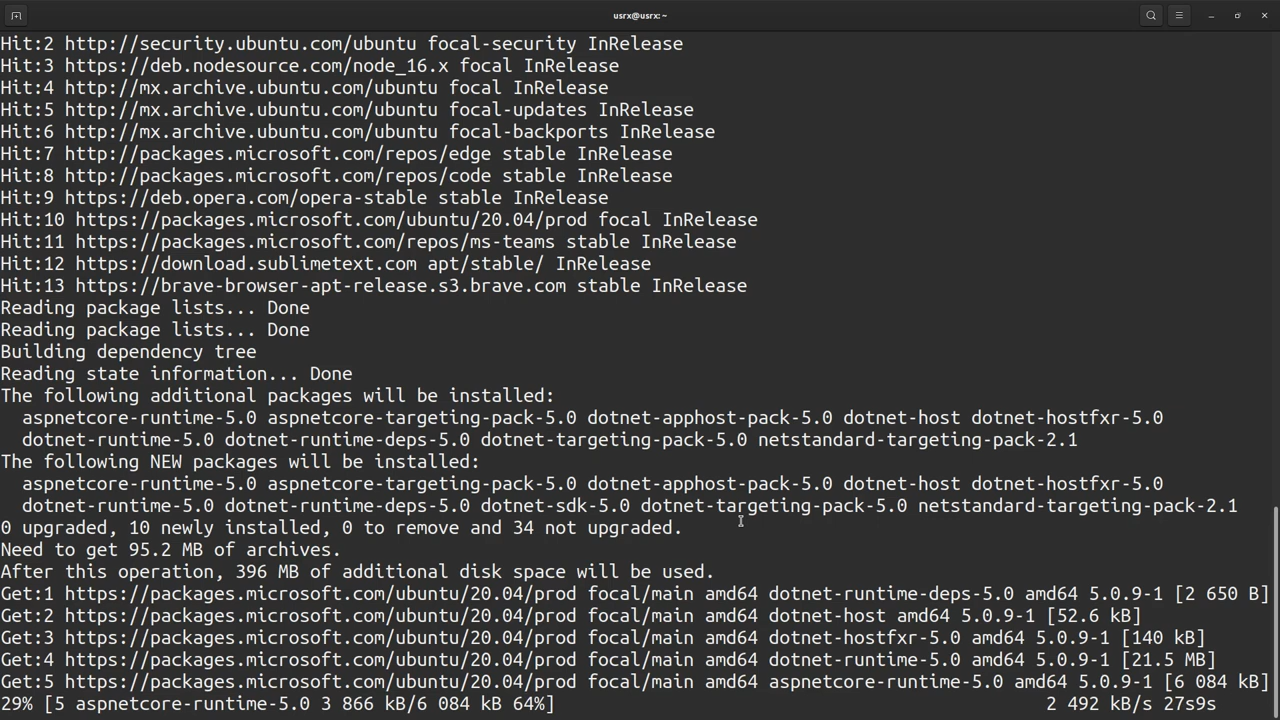 usrx@usrx: ~
Hit:2 http://security.ubuntu.com/ubuntu focal-security InRelease
Hit:3 https://deb.nodesource.com/node_16.x focal InRelease
Hit:4 http://mx.archive.ubuntu.com/ubuntu focal InRelease
Hit:5 http://mx.archive.ubuntu.com/ubuntu focal-updates InRelease
Hit:6 http://mx.archive.ubuntu.com/ubuntu focal-backports InRelease
Hit:7 http://packages.microsoft.com/repos/edge stable InRelease
Hit:8 http://packages.microsoft.com/repos/code stable InRelease
Hit:9 https://deb.opera.com/opera-stable stable InRelease
Hit:10 https://packages.microsoft.com/ubuntu/20.04/prod focal InRelease
Hit:11 https://packages.microsoft.com/repos/ms-teams stable InRelease
Hit:12 https://download.sublimetext.com apt/stable/ InRelease
Hit:13 https://brave-browser-apt-release.s3.brave.com stable InRelease
Reading package lists... Done
Reading package lists... Done
Building dependency tree
Reading state information... Done
The following additional packages will be installed:
  aspnetcore-runtime-5.0 aspnetcore-targeting-pack-5.0 dotnet-apphost-pack-5.0 dotnet-host dotnet-hostfxr-5.0
  dotnet-runtime-5.0 dotnet-runtime-deps-5.0 dotnet-targeting-pack-5.0 netstandard-targeting-pack-2.1
The following NEW packages will be installed:
  aspnetcore-runtime-5.0 aspnetcore-targeting-pack-5.0 dotnet-apphost-pack-5.0 dotnet-host dotnet-hostfxr-5.0
  dotnet-runtime-5.0 dotnet-runtime-deps-5.0 dotnet-sdk-5.0 dotnet-targeting-pack-5.0 netstandard-targeting-pack-2.1
0 upgraded, 10 newly installed, 0 to remove and 34 not upgraded.
Need to get 95.2 MB of archives.
After this operation, 396 MB of additional disk space will be used.
Get:1 https://packages.microsoft.com/ubuntu/20.04/prod focal/main amd64 dotnet-runtime-deps-5.0 amd64 5.0.9-1 [2 650 B]
Get:2 https://packages.microsoft.com/ubuntu/20.04/prod focal/main amd64 dotnet-host amd64 5.0.9-1 [52.6 kB]
Get:3 https://packages.microsoft.com/ubuntu/20.04/prod focal/main amd64 dotnet-hostfxr-5.0 amd64 5.0.9-1 [140 kB]
Get:4 https://packages.microsoft.com/ubuntu/20.04/prod focal/main amd64 dotnet-runtime-5.0 amd64 5.0.9-1 [21.5 MB]
Get:5 https://packages.microsoft.com/ubuntu/20.04/prod focal/main amd64 aspnetcore-runtime-5.0 amd64 5.0.9-1 [6 084 kB]
29% [5 aspnetcore-runtime-5.0 3 866 kB/6 084 kB 64%] 2 492 kB/s 27s9s